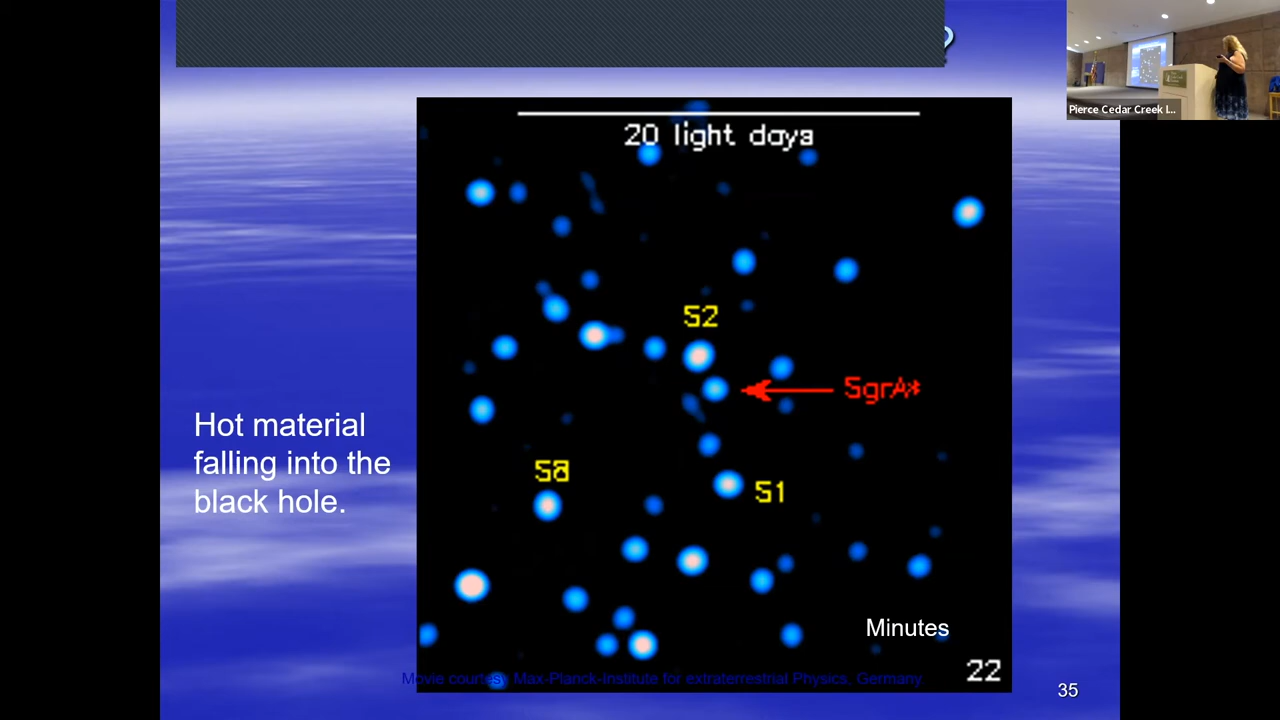 ?
Pierce Cedar Creek I...
20 light days
S2
SgrA*
Hot material
falling into the
black hole.
S8
S1
Minutes
22
Movie courtesy Max-Planck-Institute for extraterrestrial Physics, Germany
35